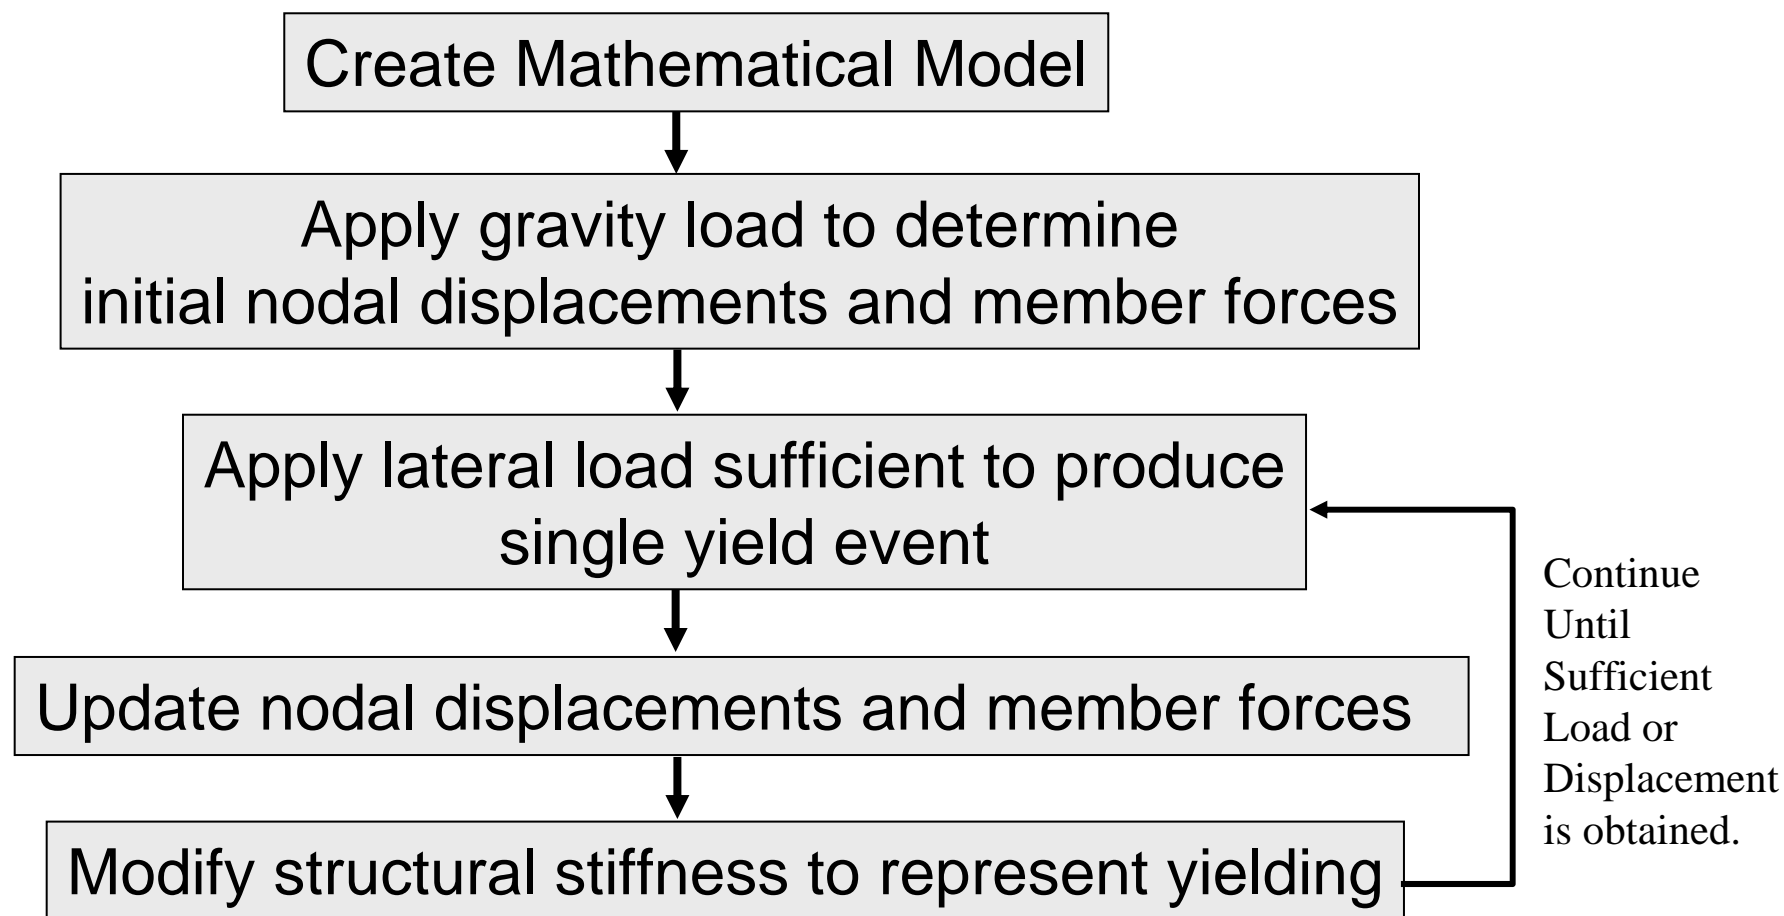 Create Mathematical Model
Apply gravity load to determine
initial nodal displacements and member forces
Apply lateral load sufficient to produce
single yield event
Update nodal displacements and member forces
Modify structural stiffness to represent yielding
Continue
Until
Sufficient
Load or
Displacement
is obtained.